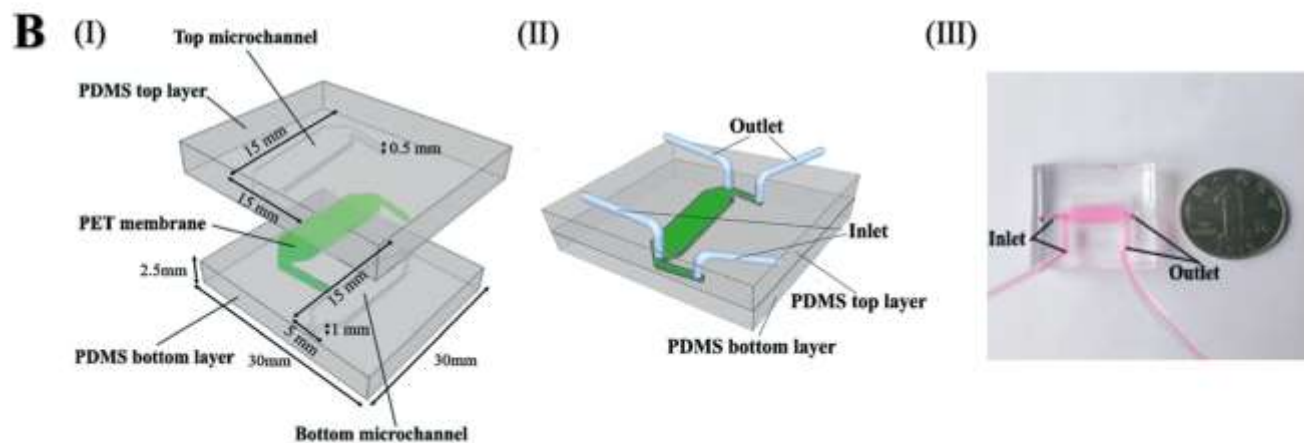 B (I)
Top microchannel
PDMS top layer
15 mm
0.5 mm
15 mm
PET membrane
2.5mm
15 mm
1 mm
5 mm
PDMS bottom layer
30mm
30mm
Bottom microchannel
(II)
Outlet
Inlet
PDMS top layer
PDMS bottom layer
(III)
Inlet
Outlet
1